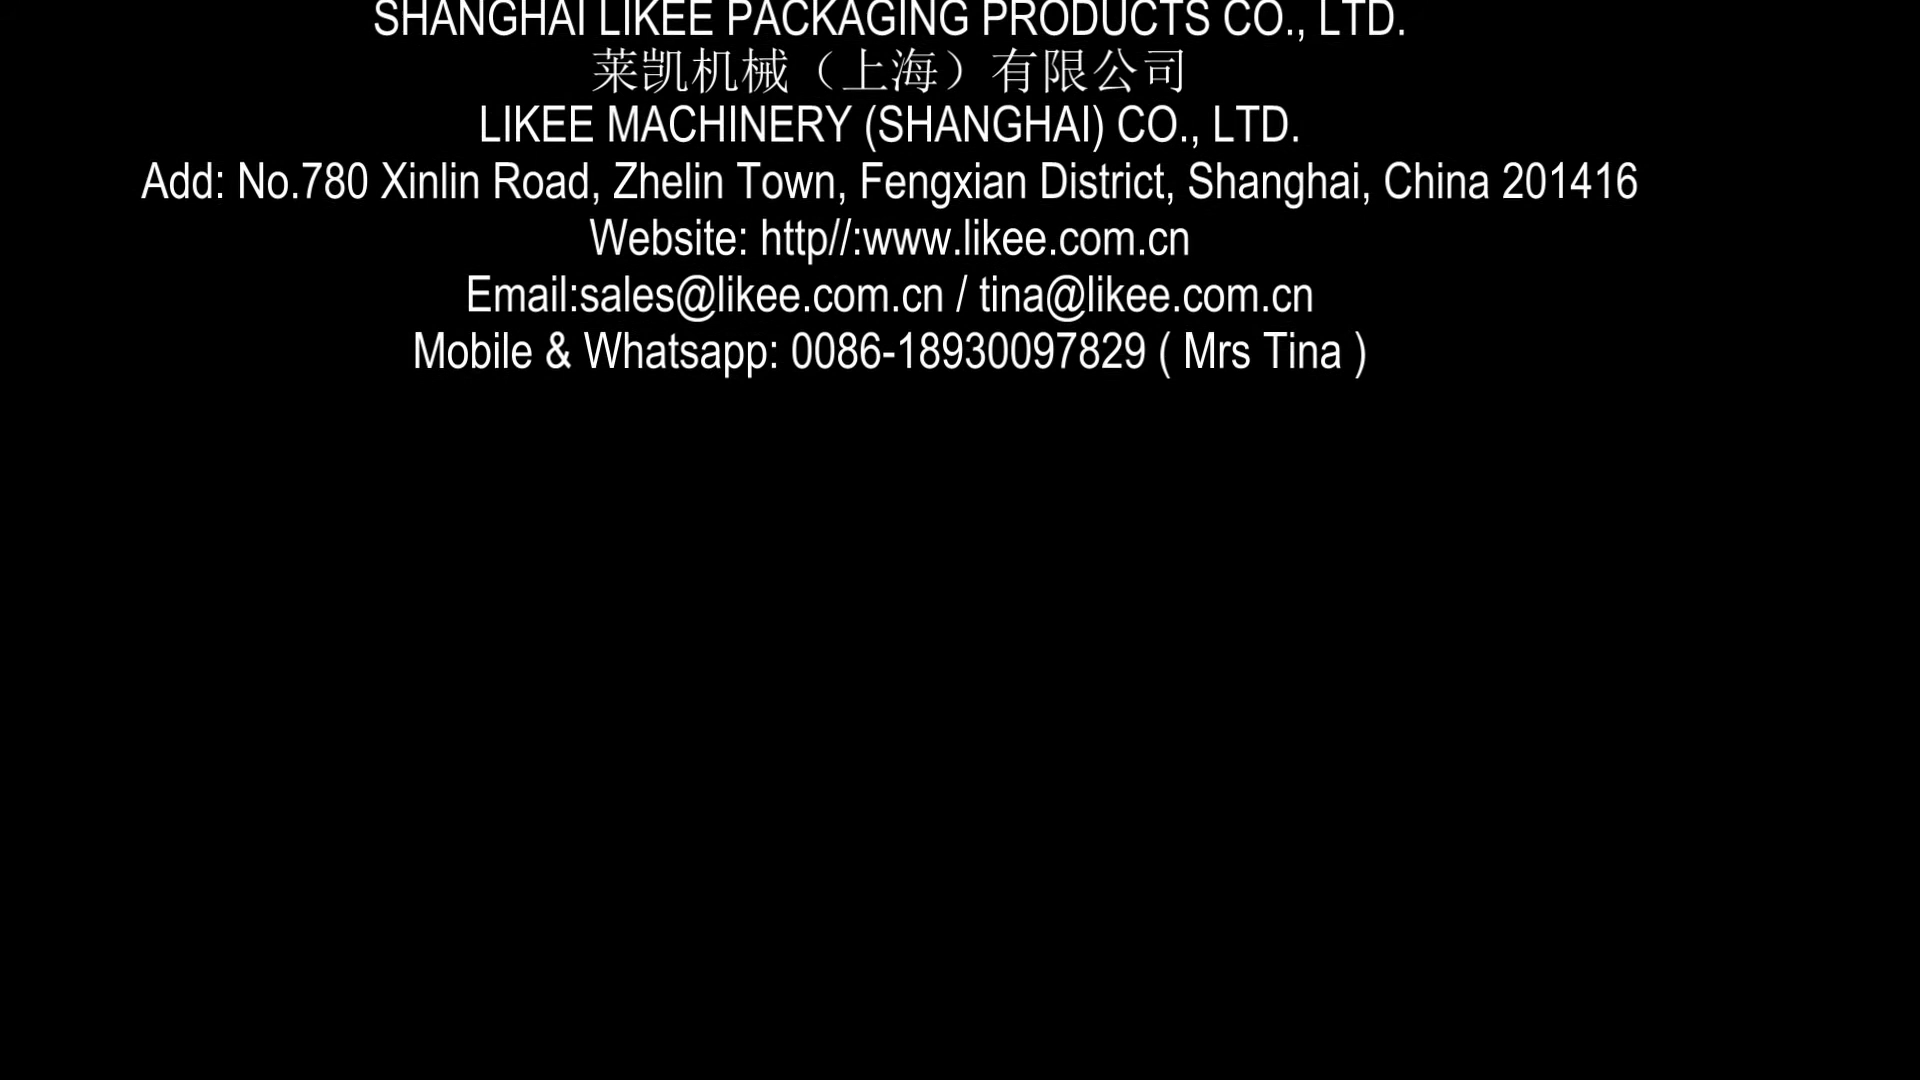 SHANGHAI LIKEE PACKAGING PRODUCTS CO., LTD.
莱凯机械（上海）有限公司
LIKEE MACHINERY (SHANGHAI) CO., LTD.
Add: No.780 Xinlin Road, Zhelin Town, Fengxian District, Shanghai, China 201416
Website: http//:www.likee.com.cn
Email:sales@likee.com.cn / tina@likee.com.cn
Mobile & Whatsapp: 0086-18930097829 ( Mrs Tina )